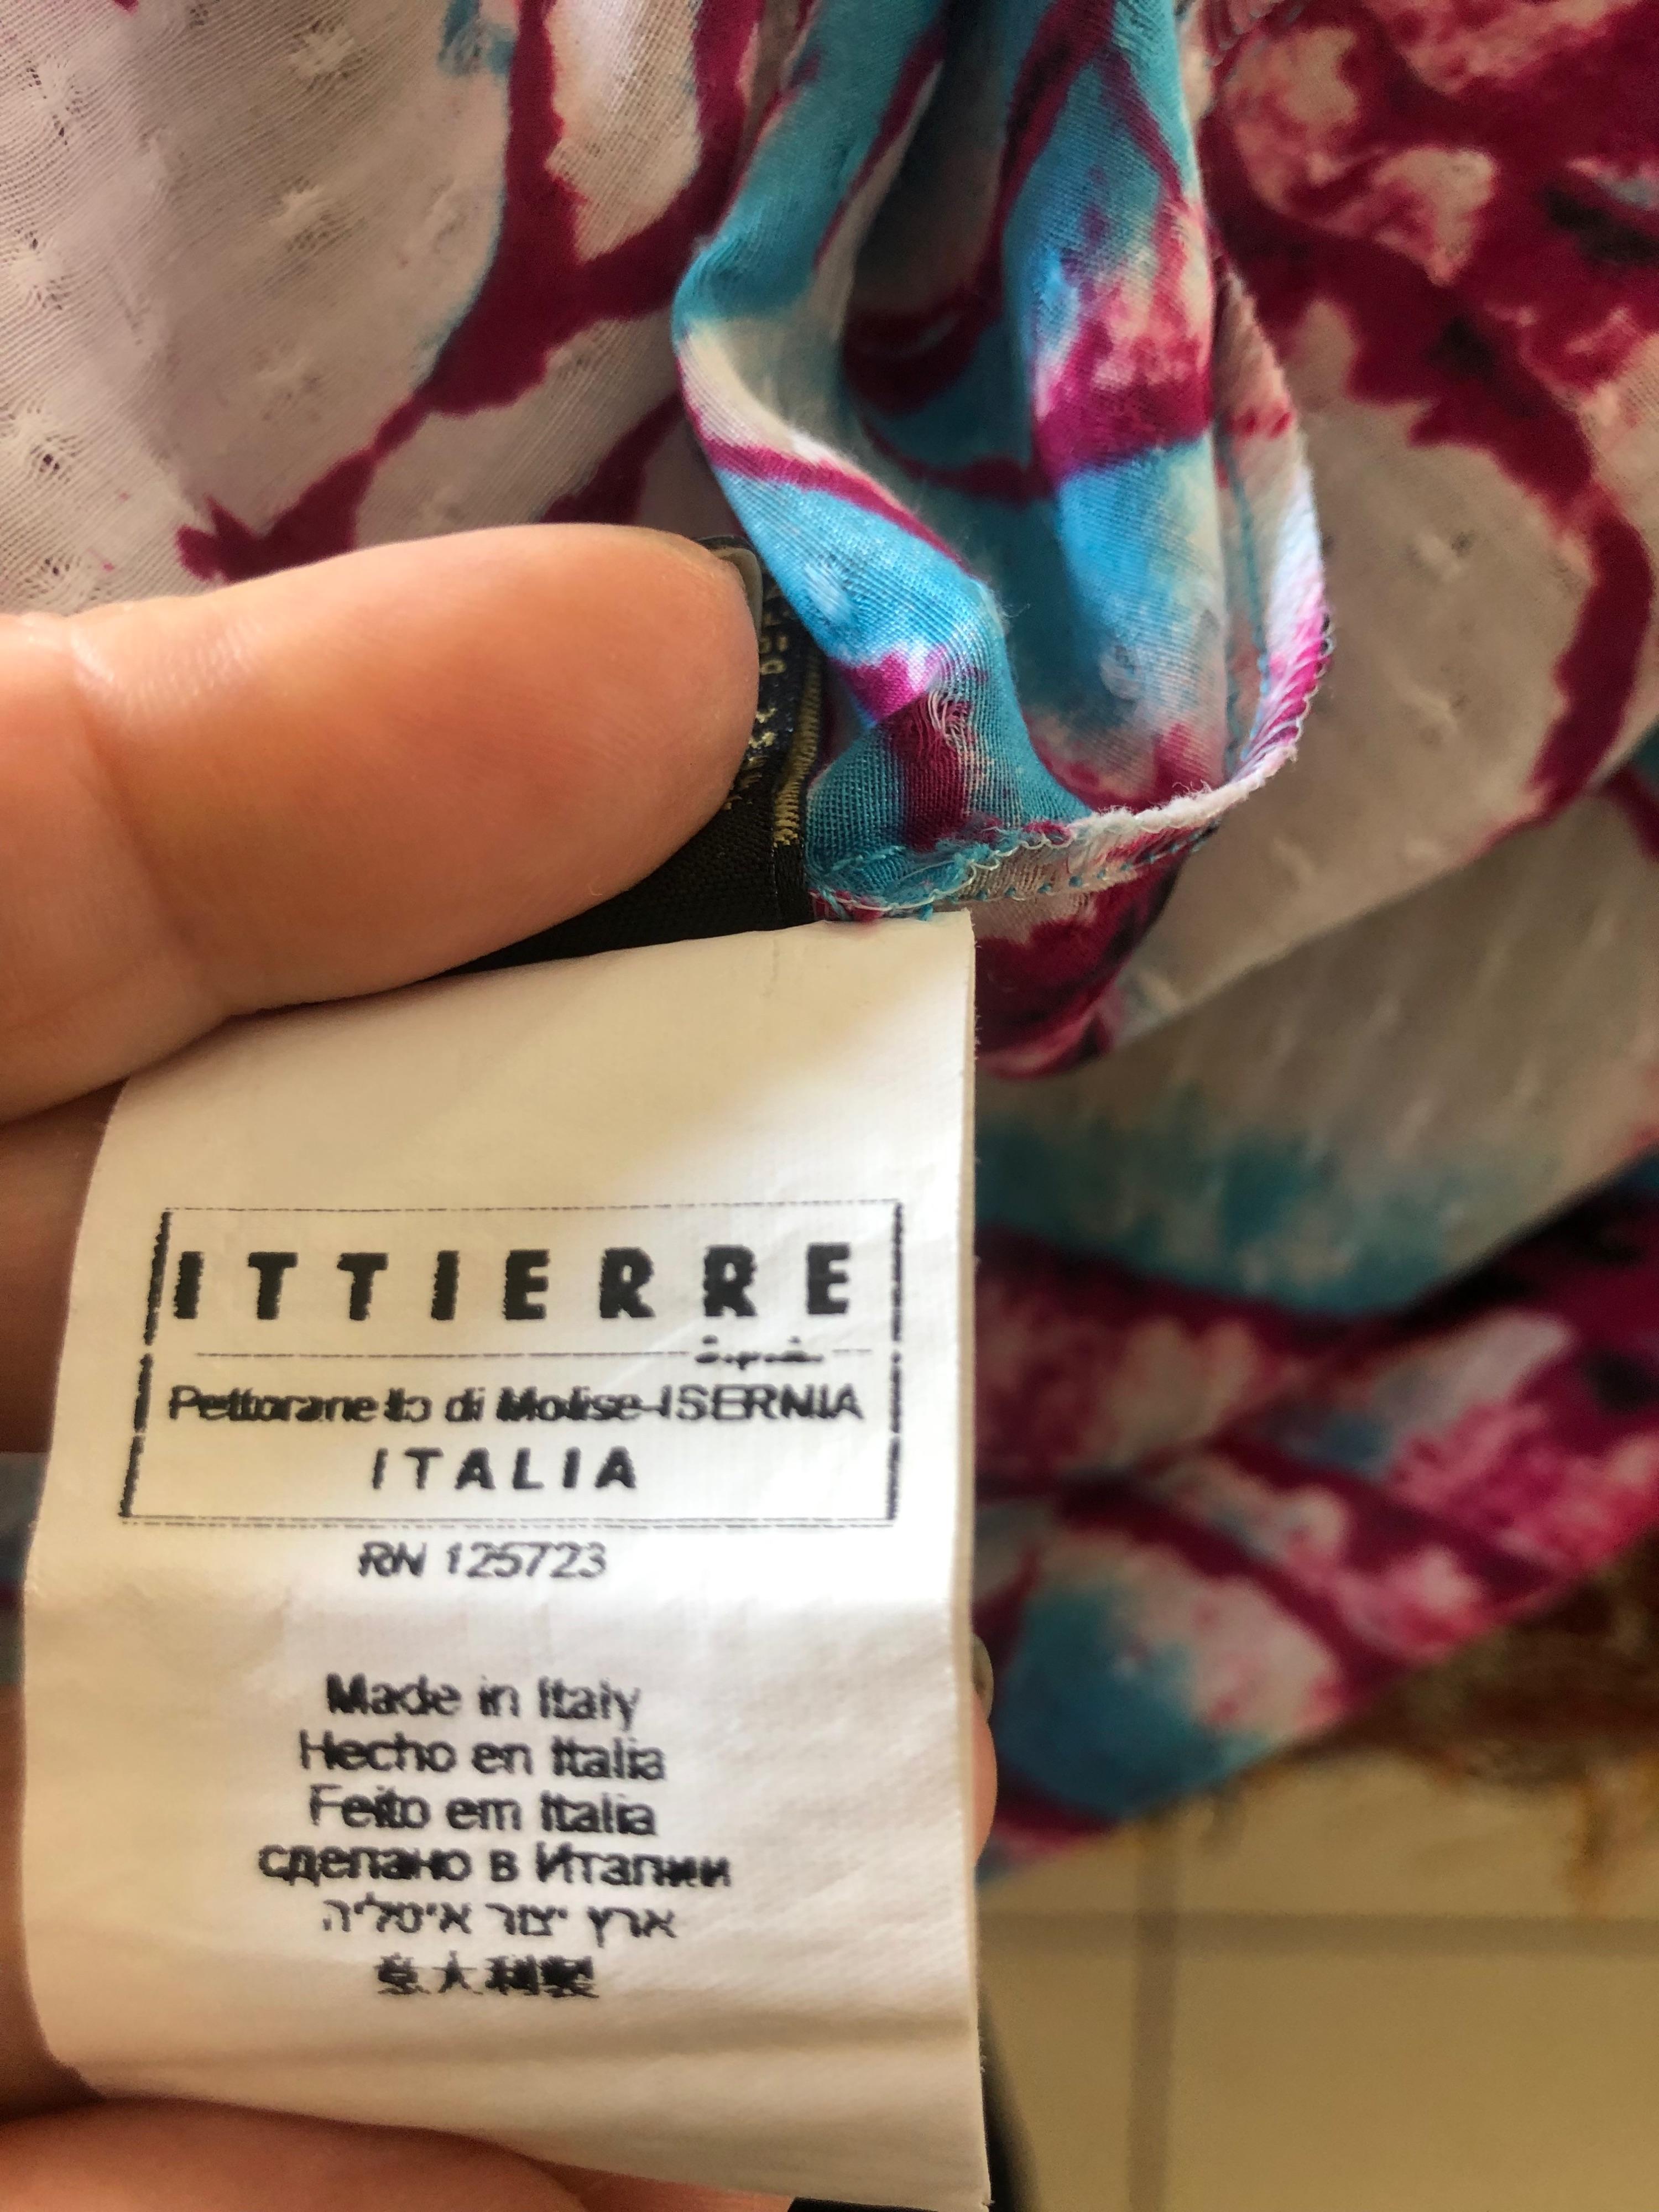 ITTIERRE
S.p.A.
Pettoranello di Molise-ISERNIA
ITALIA
RN 125723
Made in Italy
Hecho en Italia
Feito em Italia
сделано в Италии
ארץ יצור איטליה
意大利製